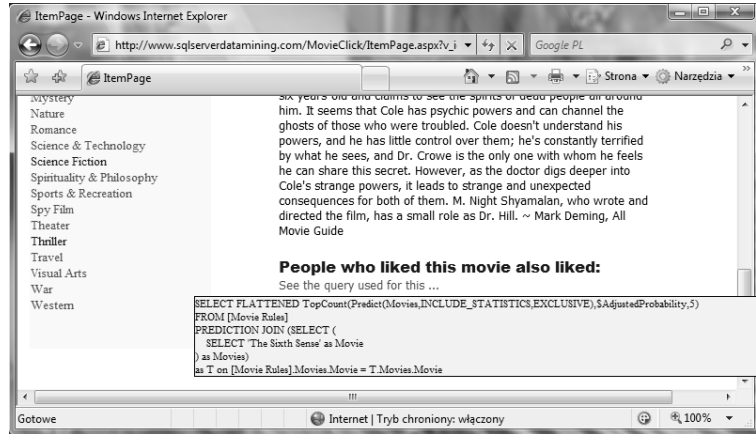 ItemPage - Windows Internet Explorer
http://www.sqlserverdatamining.com/MovieClick/ItemPage.aspx?v_i
Google PL
ItemPage
Strona
Narzędzia
Mystery
Nature
Romance
Science & Technology
Science Fiction
Spirituality & Philosophy
Sports & Recreation
Spy Film
Theater
Thriller
Travel
Visual Arts
War
Western
six years old and claims to see the spirits of dead people all around
him. It seems that Cole has psychic powers and can channel the
ghosts of those who were troubled. Cole doesn't understand his
powers, and he has little control over them; he's constantly terrified
by what he sees, and Dr. Crowe is the only one with whom he feels
he can share this secret. However, as the doctor digs deeper into
Cole's strange powers, it leads to strange and unexpected
consequences for both of them. M. Night Shyamalan, who wrote and
directed the film, has a small role as Dr. Hill. ~ Mark Deming, All
Movie Guide
People who liked this movie also liked:
See the query used for this ...
SELECT FLATTENED TopCount(Predict(Movies,INCLUDE_STATISTICS,EXCLUSIVE),$AdjustedProbability,5)
FROM [Movie Rules]
PREDICTION JOIN (SELECT (
SELECT 'The Sixth Sense' as Movie
) as Movies)
as T on [Movie Rules].Movies.Movie = T.Movies.Movie
Gotowe
Internet | Tryb chroniony: włączony
100%